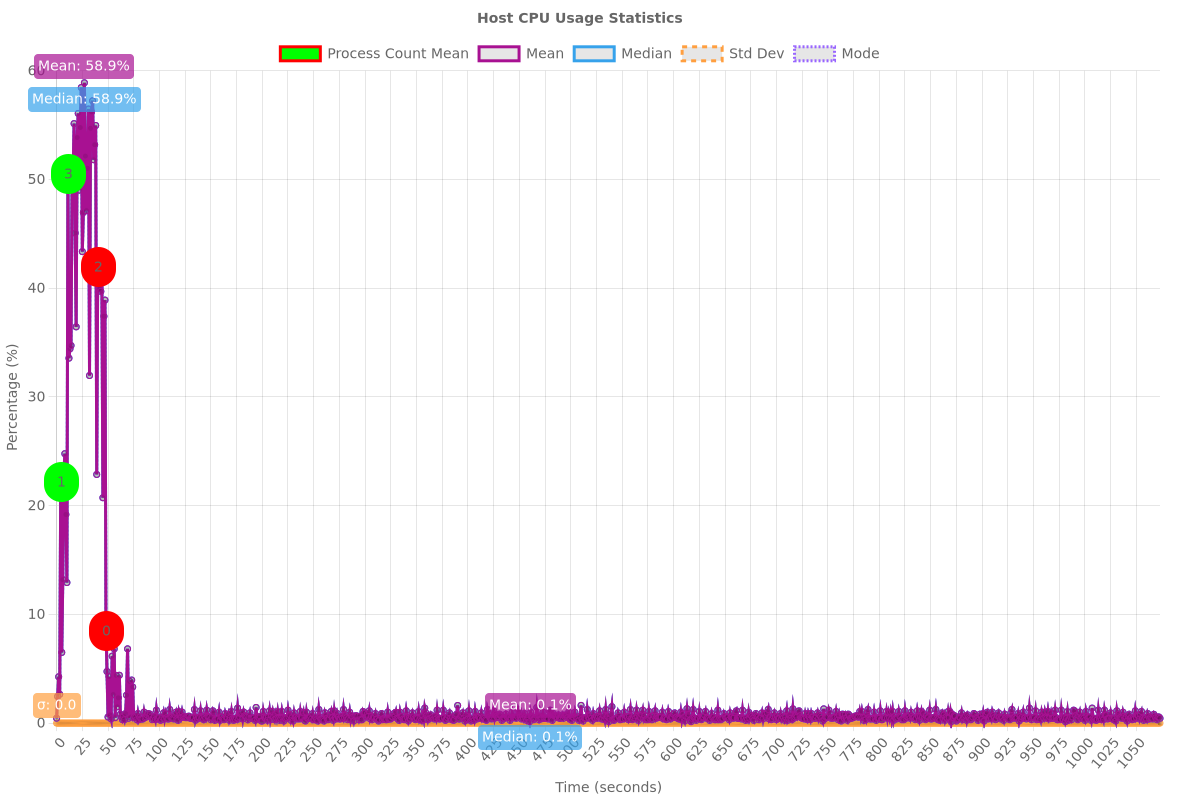 Host CPU Usage Statistics
Process Count Mean Mean Median Std Dev Mode
Mean: 58.9%
60
Median: 58.9%
3
50
2
40
30
1
20
10
0
σ: 0.0
Mean: 0.1%
0
Median: 0.1%
0 25 50 75 100 125 150 175 200 225 250 275 300 325 350 375 400 425 450 475 500 525 550 575 600 625 650 675 700 725 750 775 800 825 850 875 900 925 950 975 1000 1025 1050
Percentage (%)
Time (seconds)